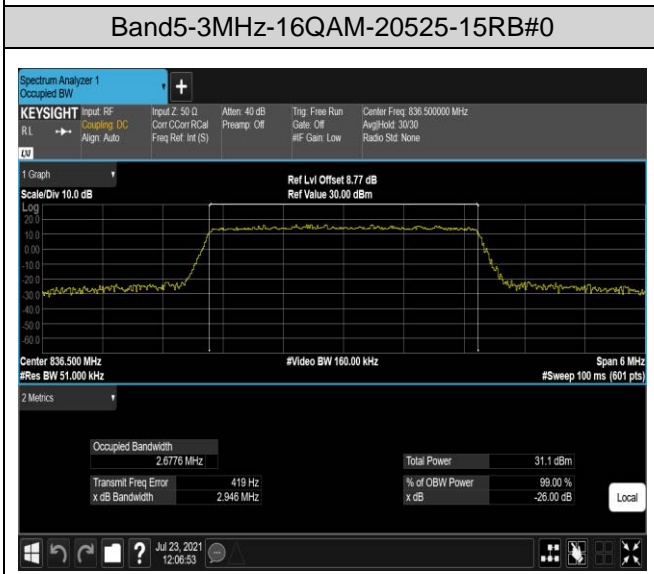 Band5-3MHz-16QAM-20525-15RB#0
Spectrum Analyzer 1
Occupied BW
+
KEYSIGHT Input: RF Input Z: 50 Ω Atten: 40 dB Trig: Free Run Center Freq: 836.500000 MHz
RL Coupling: DC Corr CCorr RCal Preamp: Off Gate: Off Avg|Hold: 30/30
Align: Auto Freq Ref: Int (S) #IF Gain: Low Radio Std: None
LXI
1 Graph
Ref Lvl Offset 8.77 dB
Scale/Div 10.0 dB Ref Value 30.00 dBm
Log
20.0
10.0
0.00
-10.0
-20.0
-30.0
-40.0
-50.0
-60.0
Center 836.500 MHz #Video BW 160.00 kHz Span 6 MHz
#Res BW 51.000 kHz #Sweep 100 ms (601 pts)
2 Metrics
Occupied Bandwidth
2.6776 MHz Total Power 31.1 dBm
Transmit Freq Error 419 Hz % of OBW Power 99.00 %
x dB Bandwidth 2.946 MHz x dB -26.00 dB
Local
? Jul 23, 2021
12:06:53